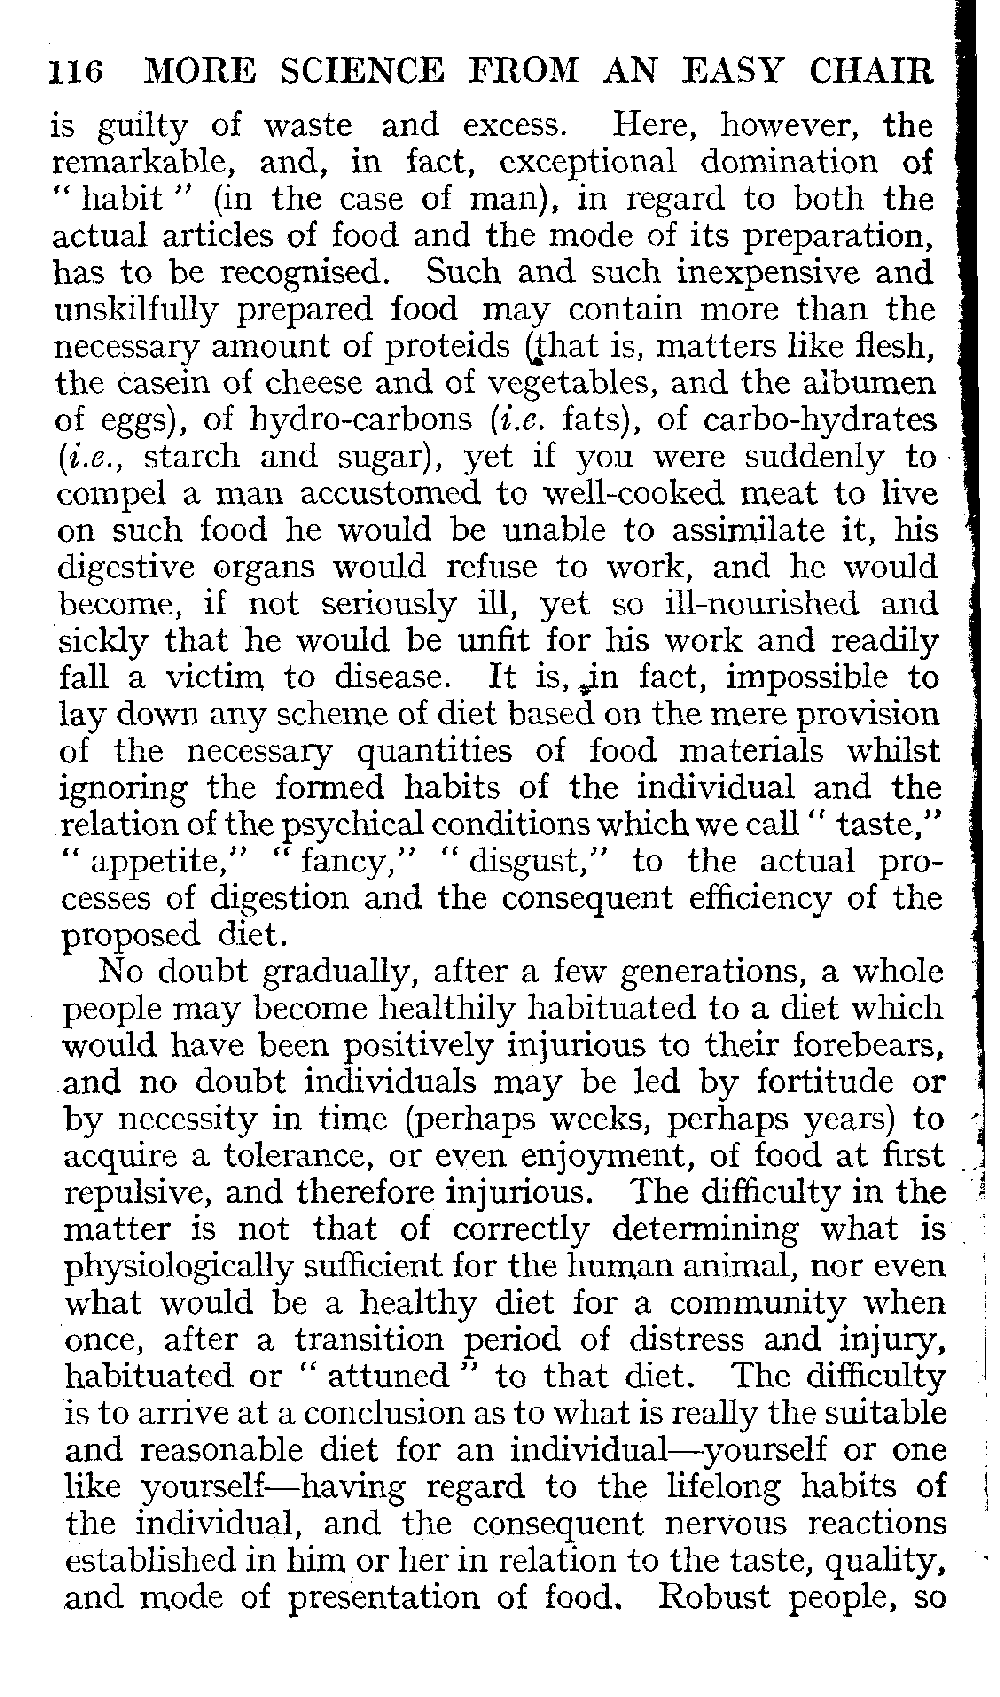 116 MORE SCIENCE FROM AN EASY CHAIR
is guilty of waste and excess. Here, however, the
remarkable, and, in fact, exceptional domination of
“ habit ” (in the case of man), in regard to both the
actual articles of food and the mode of its preparation,
has to be recognised. Such and such inexpensive and
unskilfully prepared food may contain more than the
necessary amount of proteids (that is, matters like flesh,
the casein of cheese and of vegetables, and the albumen
of eggs), of hydro-carbons (i.e. fats), of carbo-hydrates
(i.e., starch and sugar), yet if you were suddenly to
compel a man accustomed to well-cooked meat to live
on such food he would be unable to assimilate it, his
digestive organs would refuse to work, and he would
become, if not seriously ill, yet so ill-nourished and
sickly that he would be unfit for his work and readily
fall a victim to disease. It is, in fact, impossible to
lay down any scheme of diet based on the mere provision
of the necessary quantities of food materials whilst
ignoring the formed habits of the individual and the
relation of the psychical conditions which we call “ taste,”
“ appetite,” “ fancy,” “ disgust,” to the actual pro-
cesses of digestion and the consequent efficiency of the
proposed diet.
No doubt gradually, after a few generations, a whole
people may become healthily habituated to a diet which
would have been positively injurious to their forebears,
and no doubt individuals may be led by fortitude or
by necessity in time (perhaps weeks, perhaps years) to
acquire a tolerance, or even enjoyment, of food at first
repulsive, and therefore injurious. The difficulty in the
matter is not that of correctly determining what is
physiologically sufficient for the human animal, nor even
what would be a healthy diet for a community when
once, after a transition period of distress and injury,
habituated or “ attuned ” to that diet. The difficulty
is to arrive at a conclusion as to what is really the suitable
and reasonable diet for an individual—yourself or one
like yourself—having regard to the lifelong habits of
the individual, and the consequent nervous reactions
established in him or her in relation to the taste, quality,
and mode of presentation of food. Robust people, so